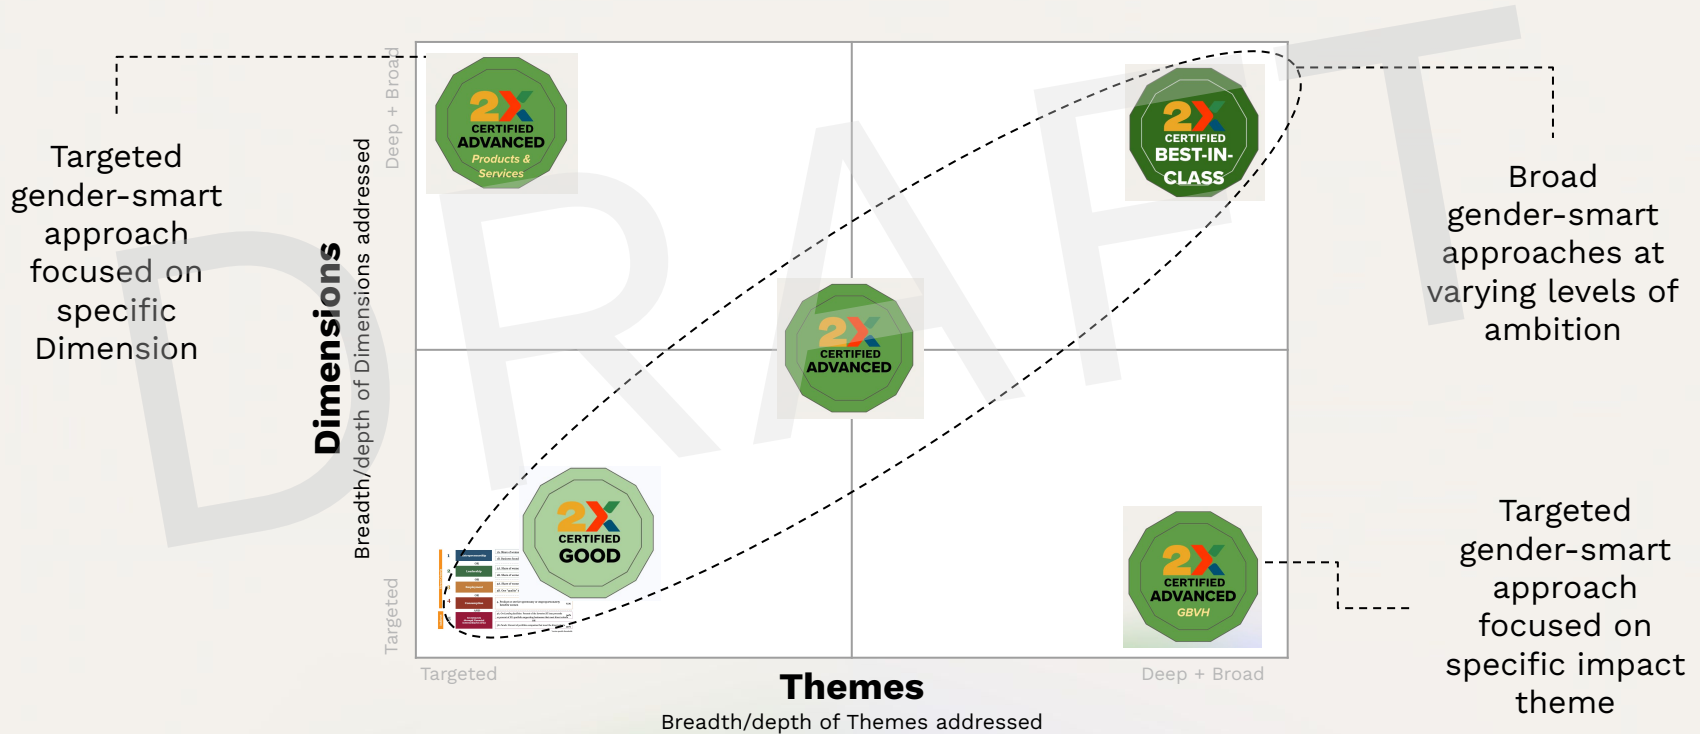 DRAFT
Targeted
gender-smart
approach
focused on
specific
Dimension
Dimensions
Breadth/depth of Dimensions addressed
Deep + Broad
Targeted
2X
CERTIFIED
ADVANCED
Products &
Services
2X
CERTIFIED
BEST-IN-
CLASS
2X
CERTIFIED
ADVANCED
2X
CERTIFIED
GOOD
2X
CERTIFIED
ADVANCED
GBVH
Broad
gender-smart
approaches at
varying levels of
ambition
Targeted
gender-smart
approach
focused on
specific impact
theme
Targeted
Deep + Broad
Themes
Breadth/depth of Themes addressed